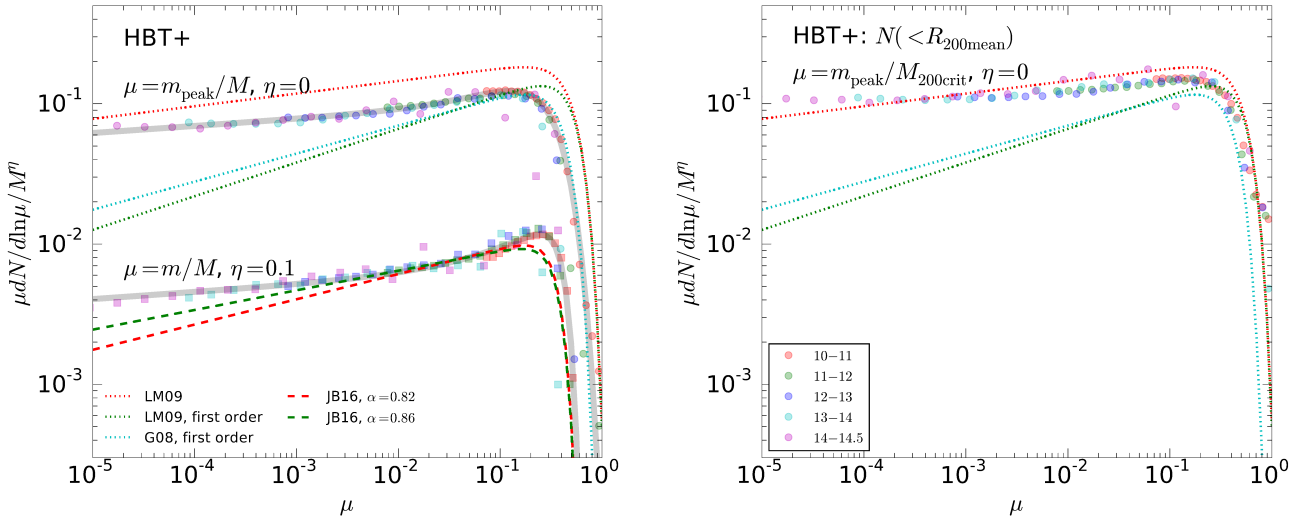 HBT+
μ=m_peak/M, η=0
μ=m/M, η=0.1
LM09
LM09, first order
G08, first order
JB16, α=0.82
JB16, α=0.86
10^-5 10^-4 10^-3 10^-2 10^-1 10^0
μ
10^-1
10^-2
10^-3
μdN/dlnμ/M^η
HBT+: N(<R_200mean)
μ=m_peak/M_200crit, η=0
10−11
11−12
12−13
13−14
14−14.5
10^-5 10^-4 10^-3 10^-2 10^-1 10^0
μ
10^-1
10^-2
10^-3
μdN/dlnμ/M^η